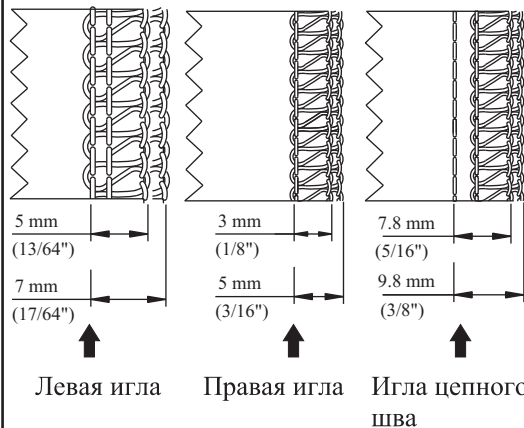 5 mm
(13/64")
7 mm
(17/64")
3 mm
(1/8")
5 mm
(3/16")
7.8 mm
(5/16")
9.8 mm
(3/8")
Левая игла
Правая игла
Игла цепного
шва